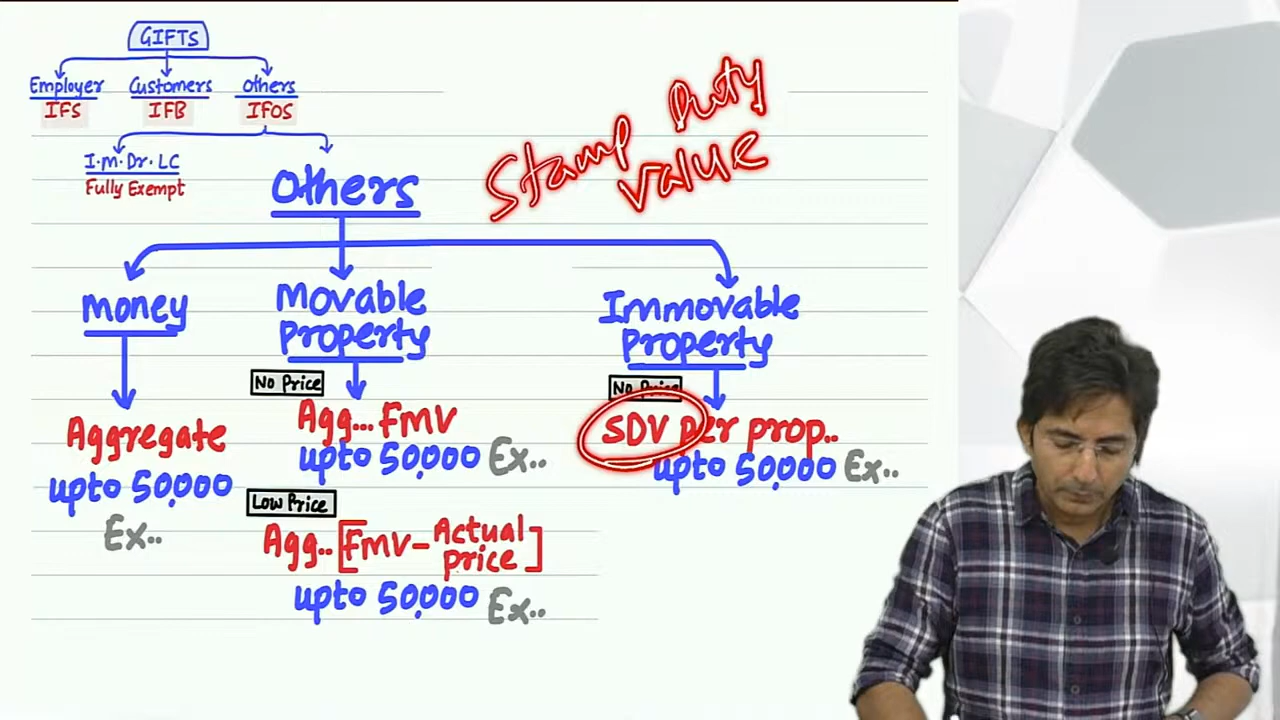 GIFTS
Employer
IFS
Customers
IFB
Others
IFOS
I.m.Dr.LC
Fully Exempt
Others
Stamp Duty
Value
Money
Aggregate
upto 50,000
Ex..
Movable
Property
No Price
Agg... FMV
upto 50,000 Ex..
Low Price
Agg.. [FMV - Actual
price]
upto 50,000 Ex..
Immovable
Property
No Price
SDV per prop..
upto 50,000 Ex..